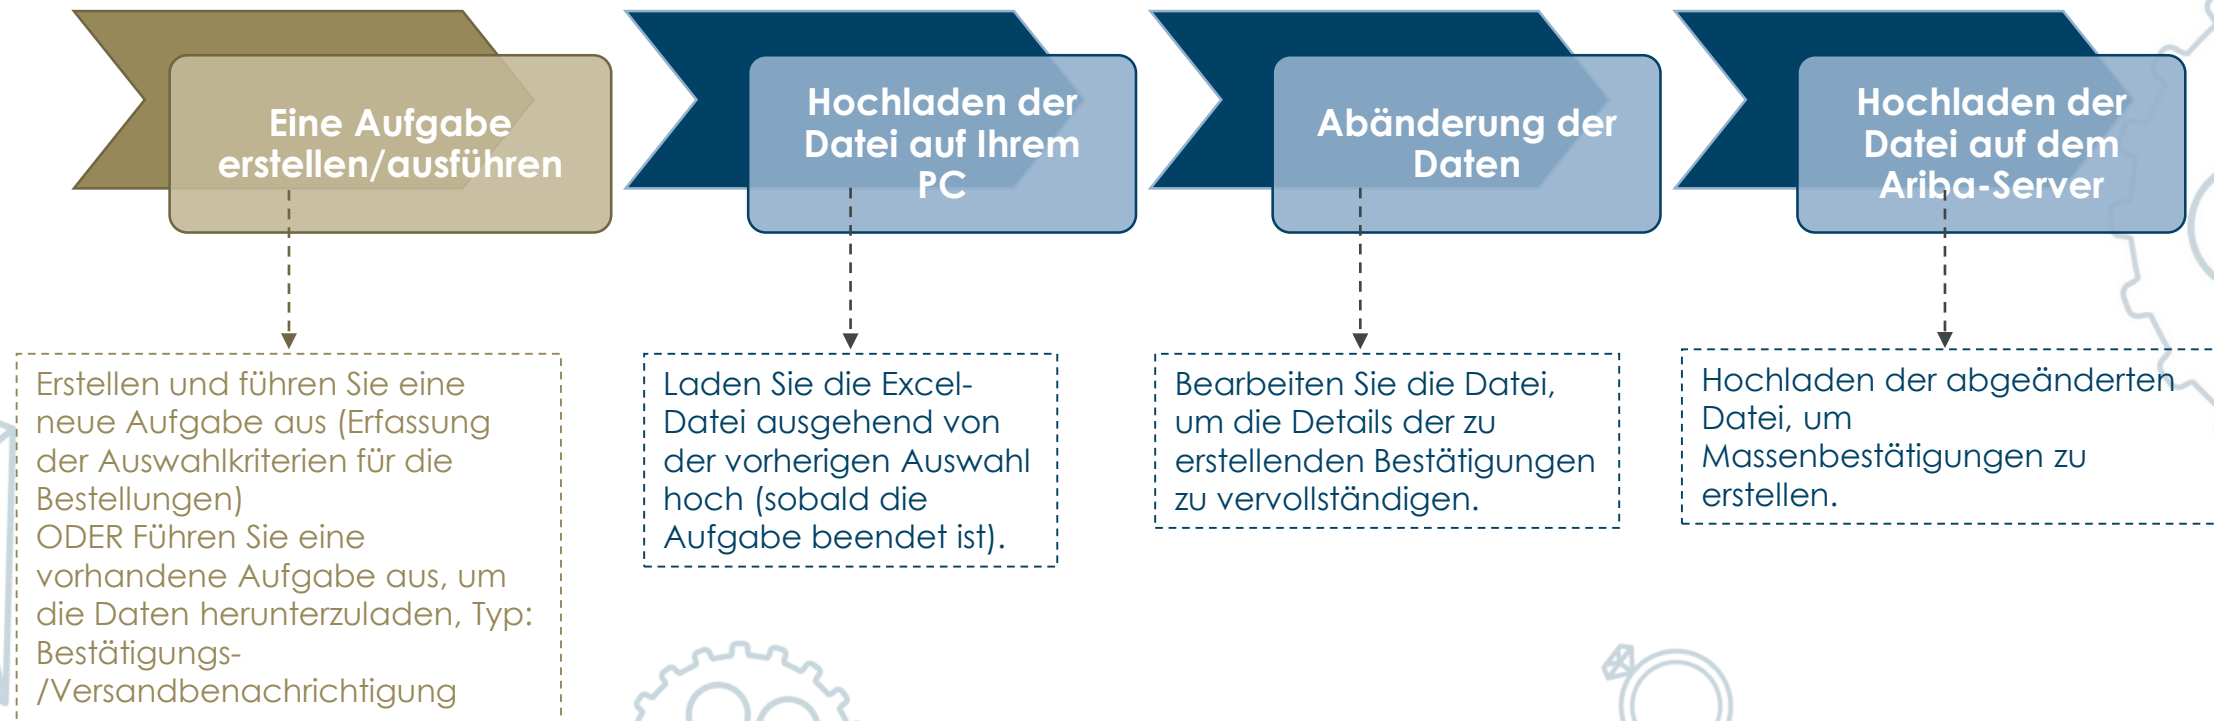 Eine Aufgabe
erstellen/ausführen
Hochladen der
Datei auf Ihrem
PC
Abänderung der
Daten
Hochladen der
Datei auf dem
Ariba-Server
Erstellen und führen Sie eine
neue Aufgabe aus (Erfassung
der Auswahlkriterien für die
Bestellungen)
ODER Führen Sie eine
vorhandene Aufgabe aus, um
die Daten herunterzuladen, Typ:
Bestätigungs-
/Versandbenachrichtigung
Laden Sie die Excel-
Datei ausgehend von
der vorherigen Auswahl
hoch (sobald die
Aufgabe beendet ist).
Bearbeiten Sie die Datei,
um die Details der zu
erstellenden Bestätigungen
zu vervollständigen.
Hochladen der abgeänderten
Datei, um
Massenbestätigungen zu
erstellen.